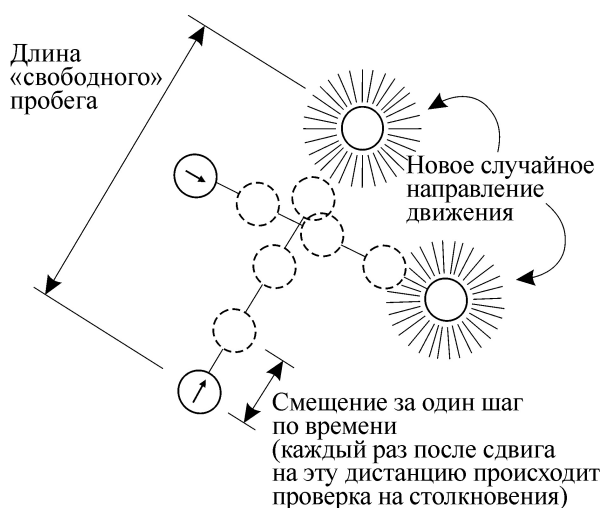 Длина
«свободного»
пробега
Новое случайное
направление
движения
Смещение за один шаг
по времени
(каждый раз после сдвига
на эту дистанцию происходит
проверка на столкновения)